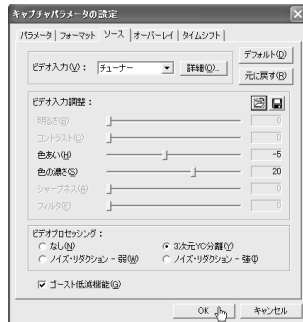 キャプチャパラメータの設定
パラメータ フォーマット ソース オーバーレイ タイムシフト
ビデオ入力(V)： チューナー 詳細(O)...
デフォルト(D)
元に戻す(R)
ビデオ入力調整：
明るさ(B) 0
コントラスト(C) 0
色あい(H) -5
色の濃さ(S) 20
シャープネス(A) 0
フィルタ(F) 0
ビデオプロセッシング：
なし(N) 3次元YC分離(Y)
ノイズ・リダクション - 弱(W) ノイズ・リダクション - 強(I)
ゴースト低減機能(G)
OK キャンセル